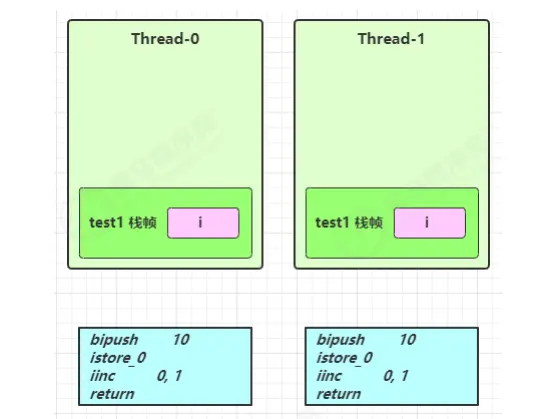 Thread-0
Thread-1
test1 栈帧 i
test1 栈帧 i
bipush 10
istore_0
iinc 0, 1
return
bipush 10
istore_0
iinc 0, 1
return